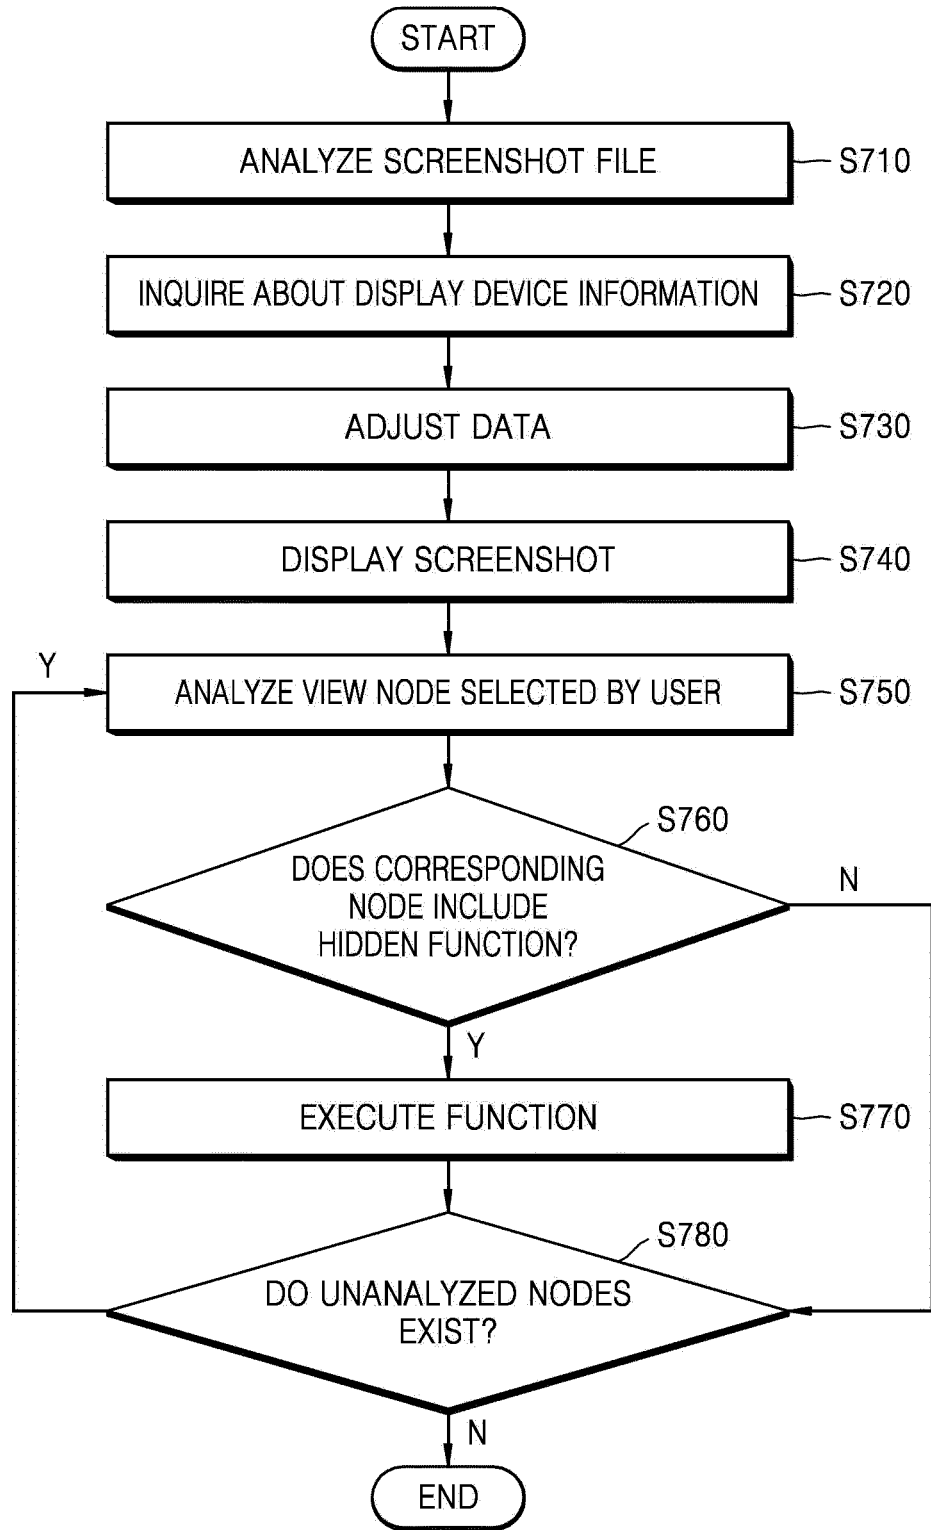 START
ANALYZE SCREENSHOT FILE
S710
INQUIRE ABOUT DISPLAY DEVICE INFORMATION
S720
ADJUST DATA
S730
DISPLAY SCREENSHOT
S740
Y
ANALYZE VIEW NODE SELECTED BY USER
S750
S760
DOES CORRESPONDING
NODE INCLUDE
HIDDEN FUNCTION?
N
Y
EXECUTE FUNCTION
S770
S780
DO UNANALYZED NODES
EXIST?
N
END